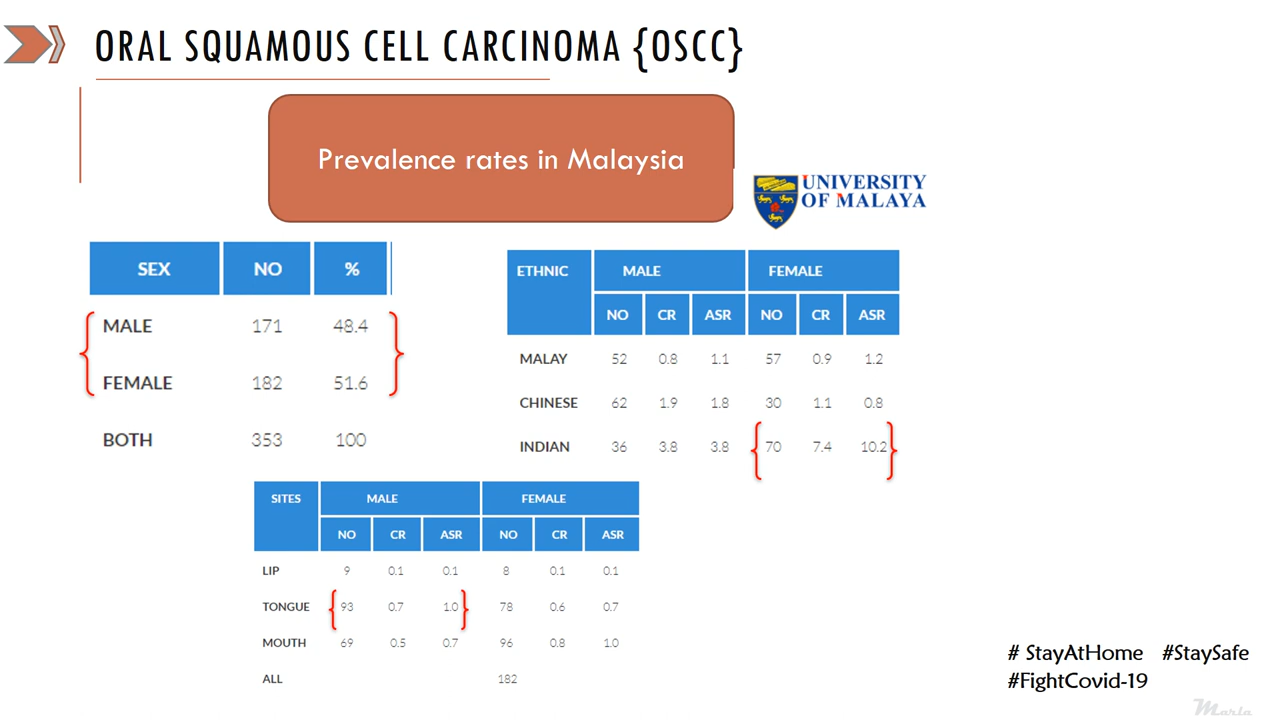 ORAL SQUAMOUS CELL CARCINOMA {OSCC}
Prevalence rates in Malaysia
UNIVERSITY
OF MALAYA
SEX NO %
MALE 171 48.4
FEMALE 182 51.6
BOTH 353 100
ETHNIC MALE FEMALE
NO CR ASR NO CR ASR
MALAY 52 0.8 1.1 57 0.9 1.2
CHINESE 62 1.9 1.8 30 1.1 0.8
INDIAN 36 3.8 3.8 70 7.4 10.2
SITES MALE FEMALE
NO CR ASR NO CR ASR
LIP 9 0.1 0.1 8 0.1 0.1
TONGUE 93 0.7 1.0 78 0.6 0.7
MOUTH 69 0.5 0.7 96 0.8 1.0
ALL 182
# StayAtHome #StaySafe
#FightCovid-19
Marla